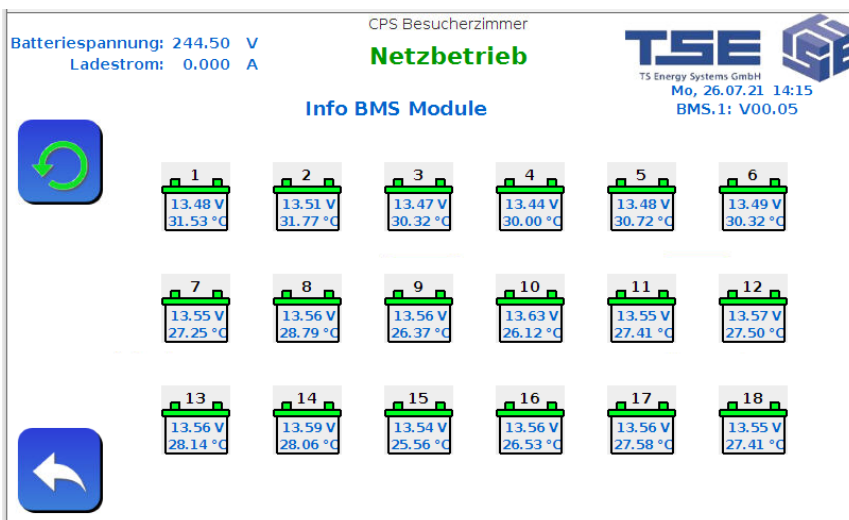 CPS Besucherzimmer
Batteriespannung: 244.50 V
Netzbetrieb
Ladestrom: 0.000 A
TSE
TS Energy Systems GmbH
TSE
Mo, 26.07.21 14:15
Info BMS Module
BMS.1: V00.05
1 2 3 4 5 6
13.48 V 13.51 V 13.47 V 13.44 V 13.48 V 13.49 V
31.53 °C 31.77 °C 30.32 °C 30.00 °C 30.72 °C 30.32 °C
7 8 9 10 11 12
13.55 V 13.56 V 13.56 V 13.63 V 13.55 V 13.57 V
27.25 °C 28.79 °C 26.37 °C 26.12 °C 27.41 °C 27.50 °C
13 14 15 16 17 18
13.56 V 13.59 V 13.54 V 13.56 V 13.56 V 13.55 V
28.14 °C 28.06 °C 25.56 °C 26.53 °C 27.58 °C 27.41 °C